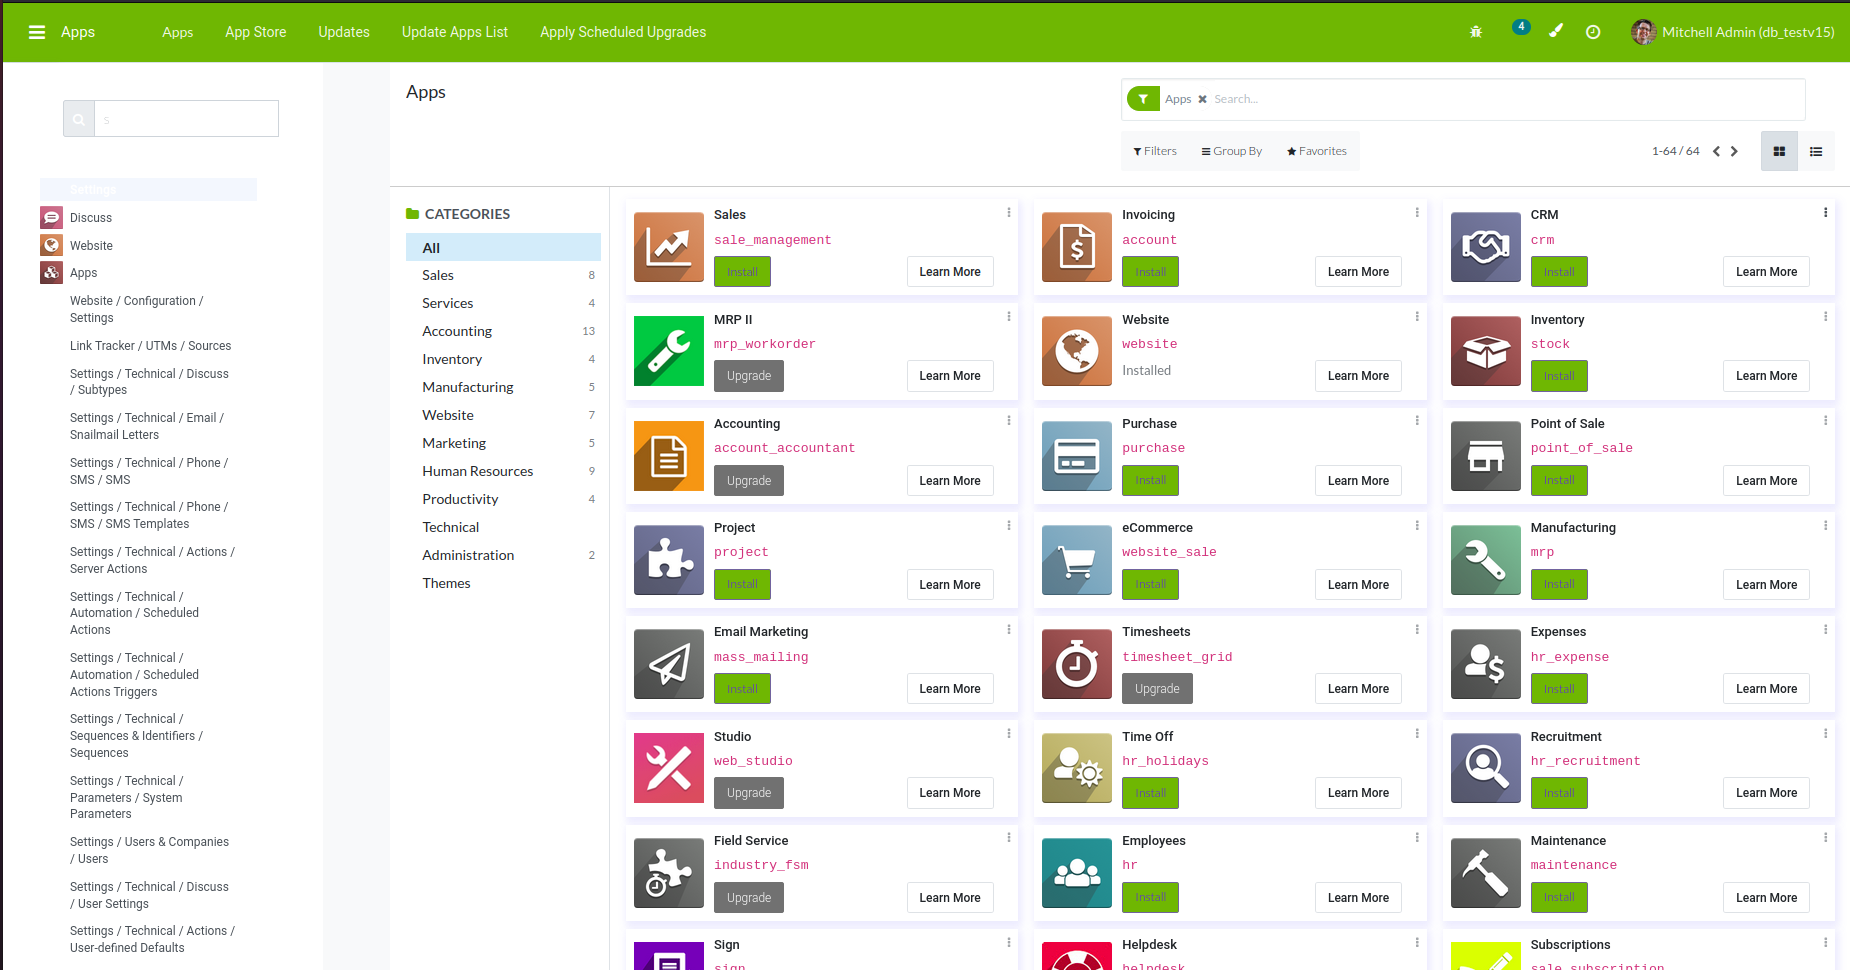 Apps
Apps
App Store
Updates
Update Apps List
Apply Scheduled Upgrades
4
Mitchell Admin (db_testv15)
s
Settings
Discuss
Website
Apps
Website / Configuration /
Settings
Link Tracker / UTMs / Sources
Settings / Technical / Discuss
/ Subtypes
Settings / Technical / Email /
Snailmail Letters
Settings / Technical / Phone /
SMS / SMS
Settings / Technical / Phone /
SMS / SMS Templates
Settings / Technical / Actions /
Server Actions
Settings / Technical /
Automation / Scheduled
Actions
Settings / Technical /
Automation / Scheduled
Actions Triggers
Settings / Technical /
Sequences & Identifiers /
Sequences
Settings / Technical /
Parameters / System
Parameters
Settings / Users & Companies
/ Users
Settings / Technical / Discuss
/ User Settings
Settings / Technical / Actions /
User-defined Defaults
Apps
Apps ✖ Search...
Filters
Group By
Favorites
1-64 / 64
CATEGORIES
All
Sales 8
Services 4
Accounting 13
Inventory 4
Manufacturing 5
Website 7
Marketing 5
Human Resources 9
Productivity 4
Technical
Administration 2
Themes
Sales
sale_management
Install
Learn More
Invoicing
account
Install
Learn More
CRM
crm
Install
Learn More
MRP II
mrp_workorder
Upgrade
Learn More
Website
website
Installed
Learn More
Inventory
stock
Install
Learn More
Accounting
account_accountant
Upgrade
Learn More
Purchase
purchase
Install
Learn More
Point of Sale
point_of_sale
Install
Learn More
Project
project
Install
Learn More
eCommerce
website_sale
Install
Learn More
Manufacturing
mrp
Install
Learn More
Email Marketing
mass_mailing
Install
Learn More
Timesheets
timesheet_grid
Upgrade
Learn More
Expenses
hr_expense
Install
Learn More
Studio
web_studio
Upgrade
Learn More
Time Off
hr_holidays
Install
Learn More
Recruitment
hr_recruitment
Install
Learn More
Field Service
industry_fsm
Upgrade
Learn More
Employees
hr
Install
Learn More
Maintenance
maintenance
Install
Learn More
Sign
sign
Helpdesk
helpdesk
Subscriptions
sale_subscription